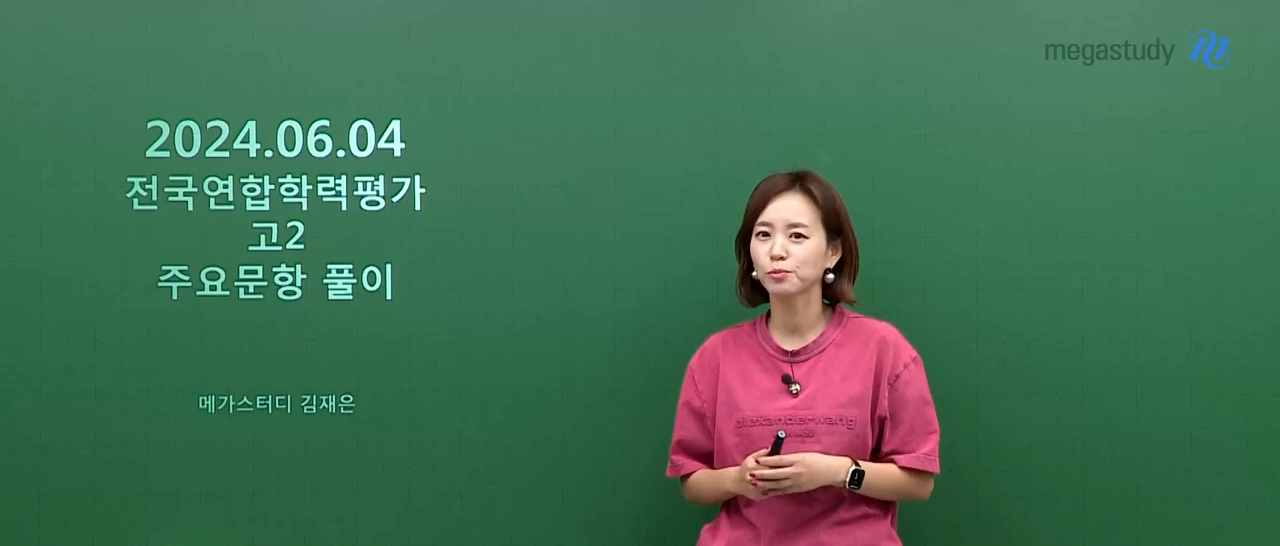 megastudy
2024.06.04
전국연합학력평가
고2
주요문항 풀이
메가스터디 김재은
alexanderwang